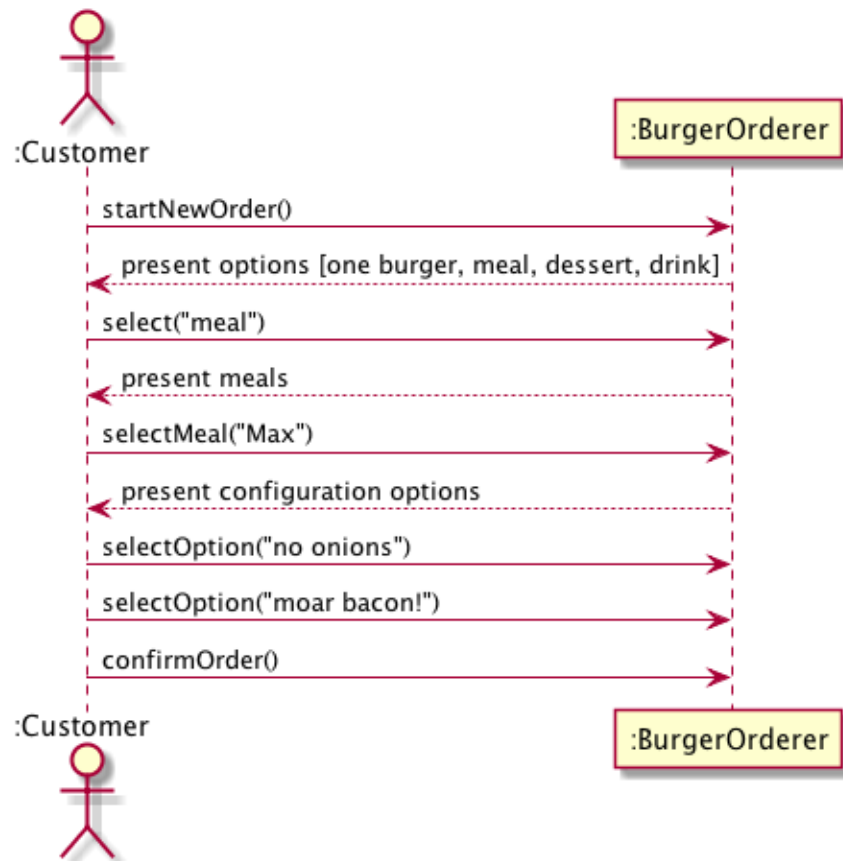 :Customer
:BurgerOrderer
startNewOrder()
present options [one burger, meal, dessert, drink]
select("meal")
present meals
selectMeal("Max")
present configuration options
selectOption("no onions")
selectOption("moar bacon!")
confirmOrder()
:Customer
:BurgerOrderer